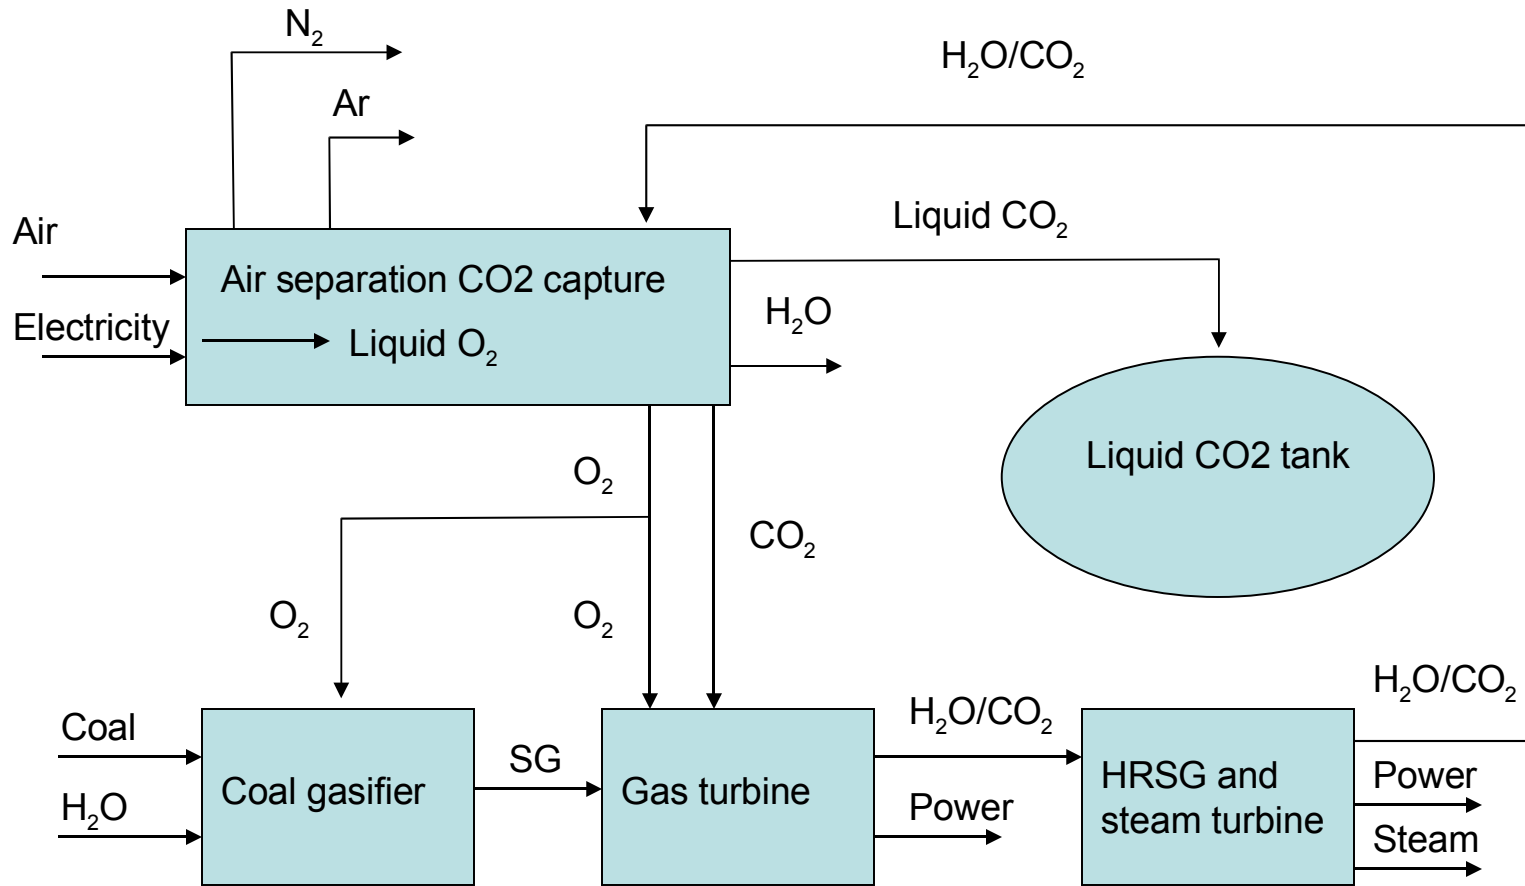 N₂
H₂O/CO₂
Ar
Liquid CO₂
Air
Air separation CO2 capture
H₂O
Electricity
Liquid O₂
Liquid CO2 tank
O₂
CO₂
O₂
O₂
H₂O/CO₂
Coal
H₂O/CO₂
SG
HRSG and
steam turbine
Power
Coal gasifier
Gas turbine
H₂O
Power
Steam